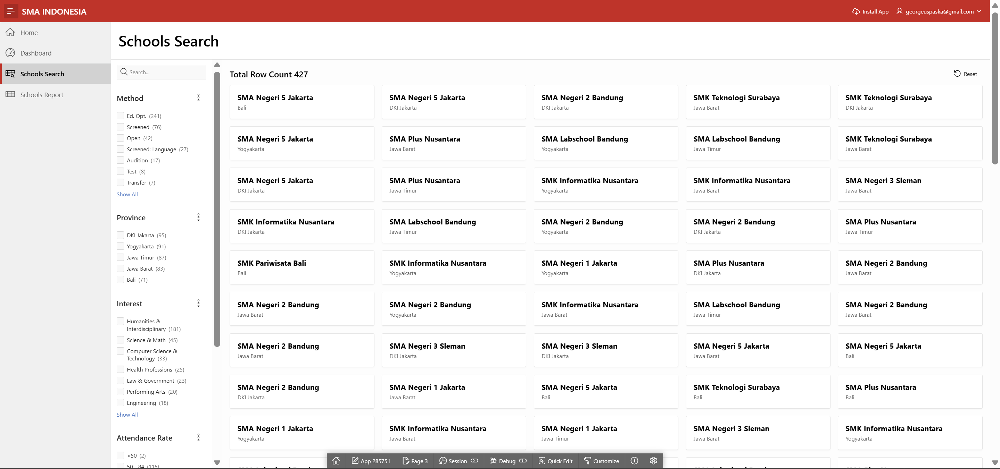 SMA INDONESIA
Install App
georgeuspaska@gmail.com
Home
Dashboard
Schools Search
Schools Report
Schools Search
Search...
Method
Ed. Opt. (241)
Screened (76)
Open (42)
Screened: Language (27)
Audition (17)
Test (8)
Transfer (7)
Show All
Province
DKI Jakarta (95)
Yogyakarta (91)
Jawa Timur (87)
Jawa Barat (83)
Bali (71)
Interest
Humanities &
Interdisciplinary (181)
Science & Math (45)
Computer Science &
Technology (33)
Health Professions (25)
Law & Government (23)
Performing Arts (20)
Engineering (18)
Show All
Attendance Rate
<50 (2)
50 - 84 (115)
Total Row Count 427
Reset
SMA Negeri 5 Jakarta
Bali
SMA Negeri 5 Jakarta
DKI Jakarta
SMA Negeri 2 Bandung
DKI Jakarta
SMK Teknologi Surabaya
Jawa Barat
SMK Teknologi Surabaya
DKI Jakarta
SMA Negeri 5 Jakarta
Yogyakarta
SMA Plus Nusantara
Jawa Barat
SMA Labschool Bandung
Yogyakarta
SMA Labschool Bandung
Jawa Timur
SMK Teknologi Surabaya
Jawa Barat
SMA Negeri 5 Jakarta
DKI Jakarta
SMA Plus Nusantara
Jawa Timur
SMK Informatika Nusantara
Yogyakarta
SMK Informatika Nusantara
Jawa Barat
SMA Negeri 3 Sleman
Jawa Barat
SMK Informatika Nusantara
DKI Jakarta
SMA Labschool Bandung
Jawa Timur
SMA Negeri 2 Bandung
Yogyakarta
SMA Negeri 2 Bandung
DKI Jakarta
SMA Plus Nusantara
Jawa Timur
SMK Pariwisata Bali
Bali
SMK Informatika Nusantara
Yogyakarta
SMA Negeri 1 Jakarta
Yogyakarta
SMA Plus Nusantara
DKI Jakarta
SMA Negeri 2 Bandung
Jawa Barat
SMA Negeri 2 Bandung
Jawa Barat
SMA Negeri 2 Bandung
Yogyakarta
SMK Informatika Nusantara
Jawa Barat
SMA Labschool Bandung
Jawa Timur
SMA Negeri 2 Bandung
Jawa Barat
SMA Negeri 2 Bandung
Jawa Barat
SMA Negeri 3 Sleman
DKI Jakarta
SMA Negeri 3 Sleman
DKI Jakarta
SMA Negeri 5 Jakarta
Jawa Barat
SMA Negeri 5 Jakarta
Bali
SMA Negeri 2 Bandung
DKI Jakarta
SMA Negeri 1 Jakarta
Jawa Barat
SMA Negeri 5 Jakarta
Bali
SMK Teknologi Surabaya
Bali
SMA Plus Nusantara
Bali
SMA Negeri 1 Jakarta
Yogyakarta
SMK Informatika Nusantara
Jawa Barat
SMA Negeri 1 Jakarta
Jawa Timur
SMA Negeri 3 Sleman
Jawa Barat
SMK Informatika Nusantara
Yogyakarta
App 285751
Page 3
Session
Debug
Quick Edit
Customize